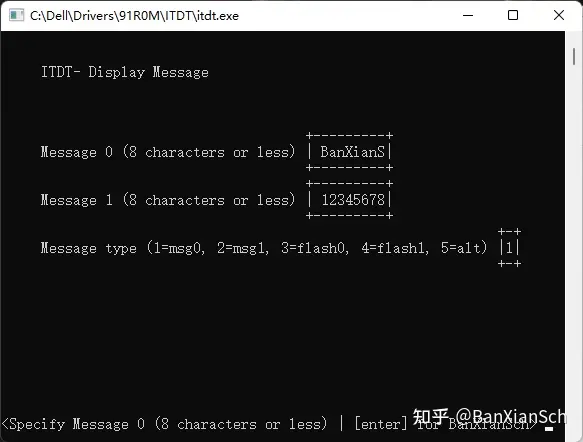 C:\Dell\Drivers\91R0M\ITDT\itdt.exe
ITDT- Display Message
Message 0 (8 characters or less) | BanXianS|
Message 1 (8 characters or less) | 12345678|
Message type (1=msg0, 2=msg1, 3=flash0, 4=flash1, 5=alt) |1|
知乎 @BanXianSch
<Specify Message 0 (8 characters or less) | [enter] for BanXianSch>